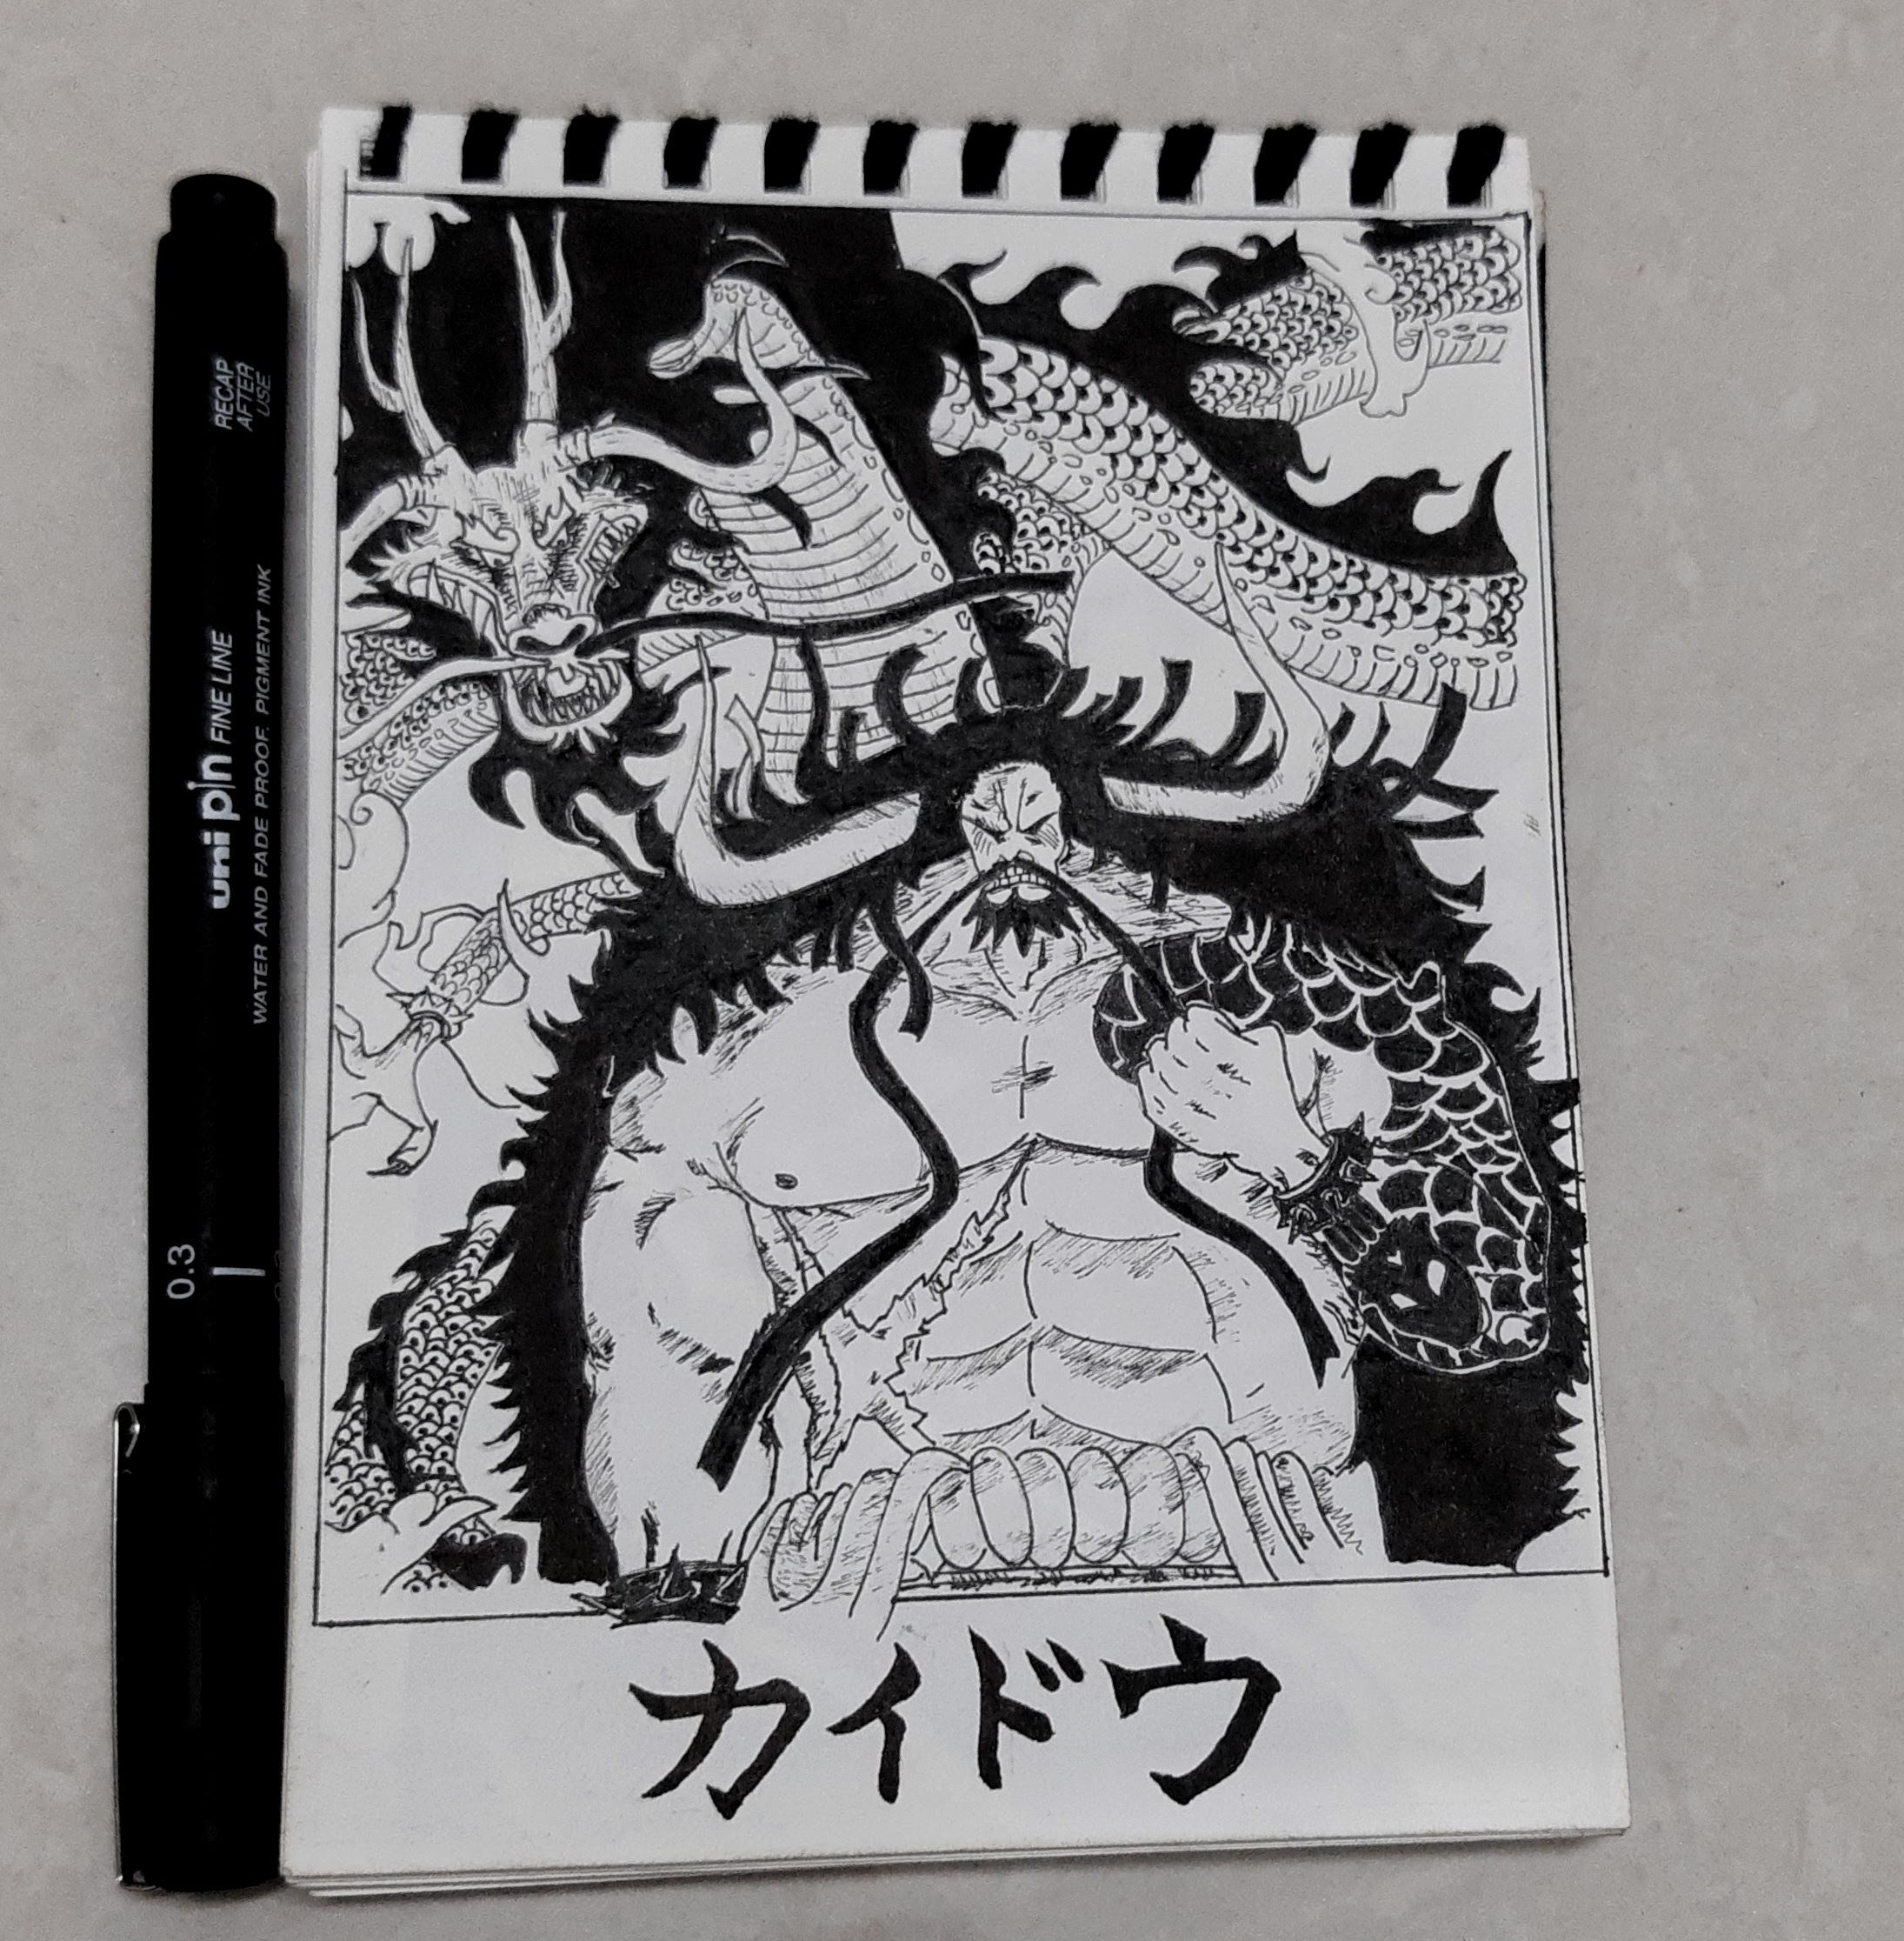 カイドウ
uni pin FINE LINE
WATER AND FADE PROOF. PIGMENT INK
RECAP
AFTER
USE
0.3